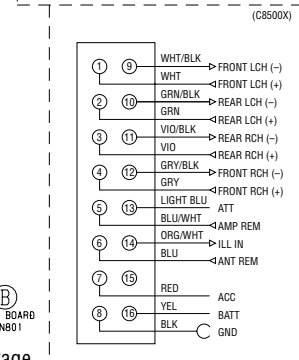 (C8500X)
1 9 WHT/BLK FRONT LCH (–)
WHT FRONT LCH (+)
2 10 GRN/BLK REAR LCH (–)
GRN REAR LCH (+)
3 11 VIO/BLK REAR RCH (–)
VIO REAR RCH (+)
4 12 GRY/BLK FRONT RCH (–)
GRY FRONT RCH (+)
5 13 LIGHT BLU ATT
BLU/WHT AMP REM
6 14 ORG/WHT ILL IN
BLU ANT REM
7 15
RED ACC
8 16 YEL BATT
BLK GND
B
BOARD
N801